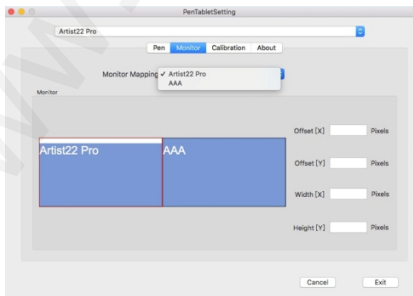 PenTabletSetting
Artist22 Pro
Pen Monitor Calibration About
Monitor Mapping ✓ Artist22 Pro
AAA
Monitor
Artist22 Pro AAA
Offset [X] Pixels
Offset [Y] Pixels
Width [X] Pixels
Height [Y] Pixels
Cancel Exit